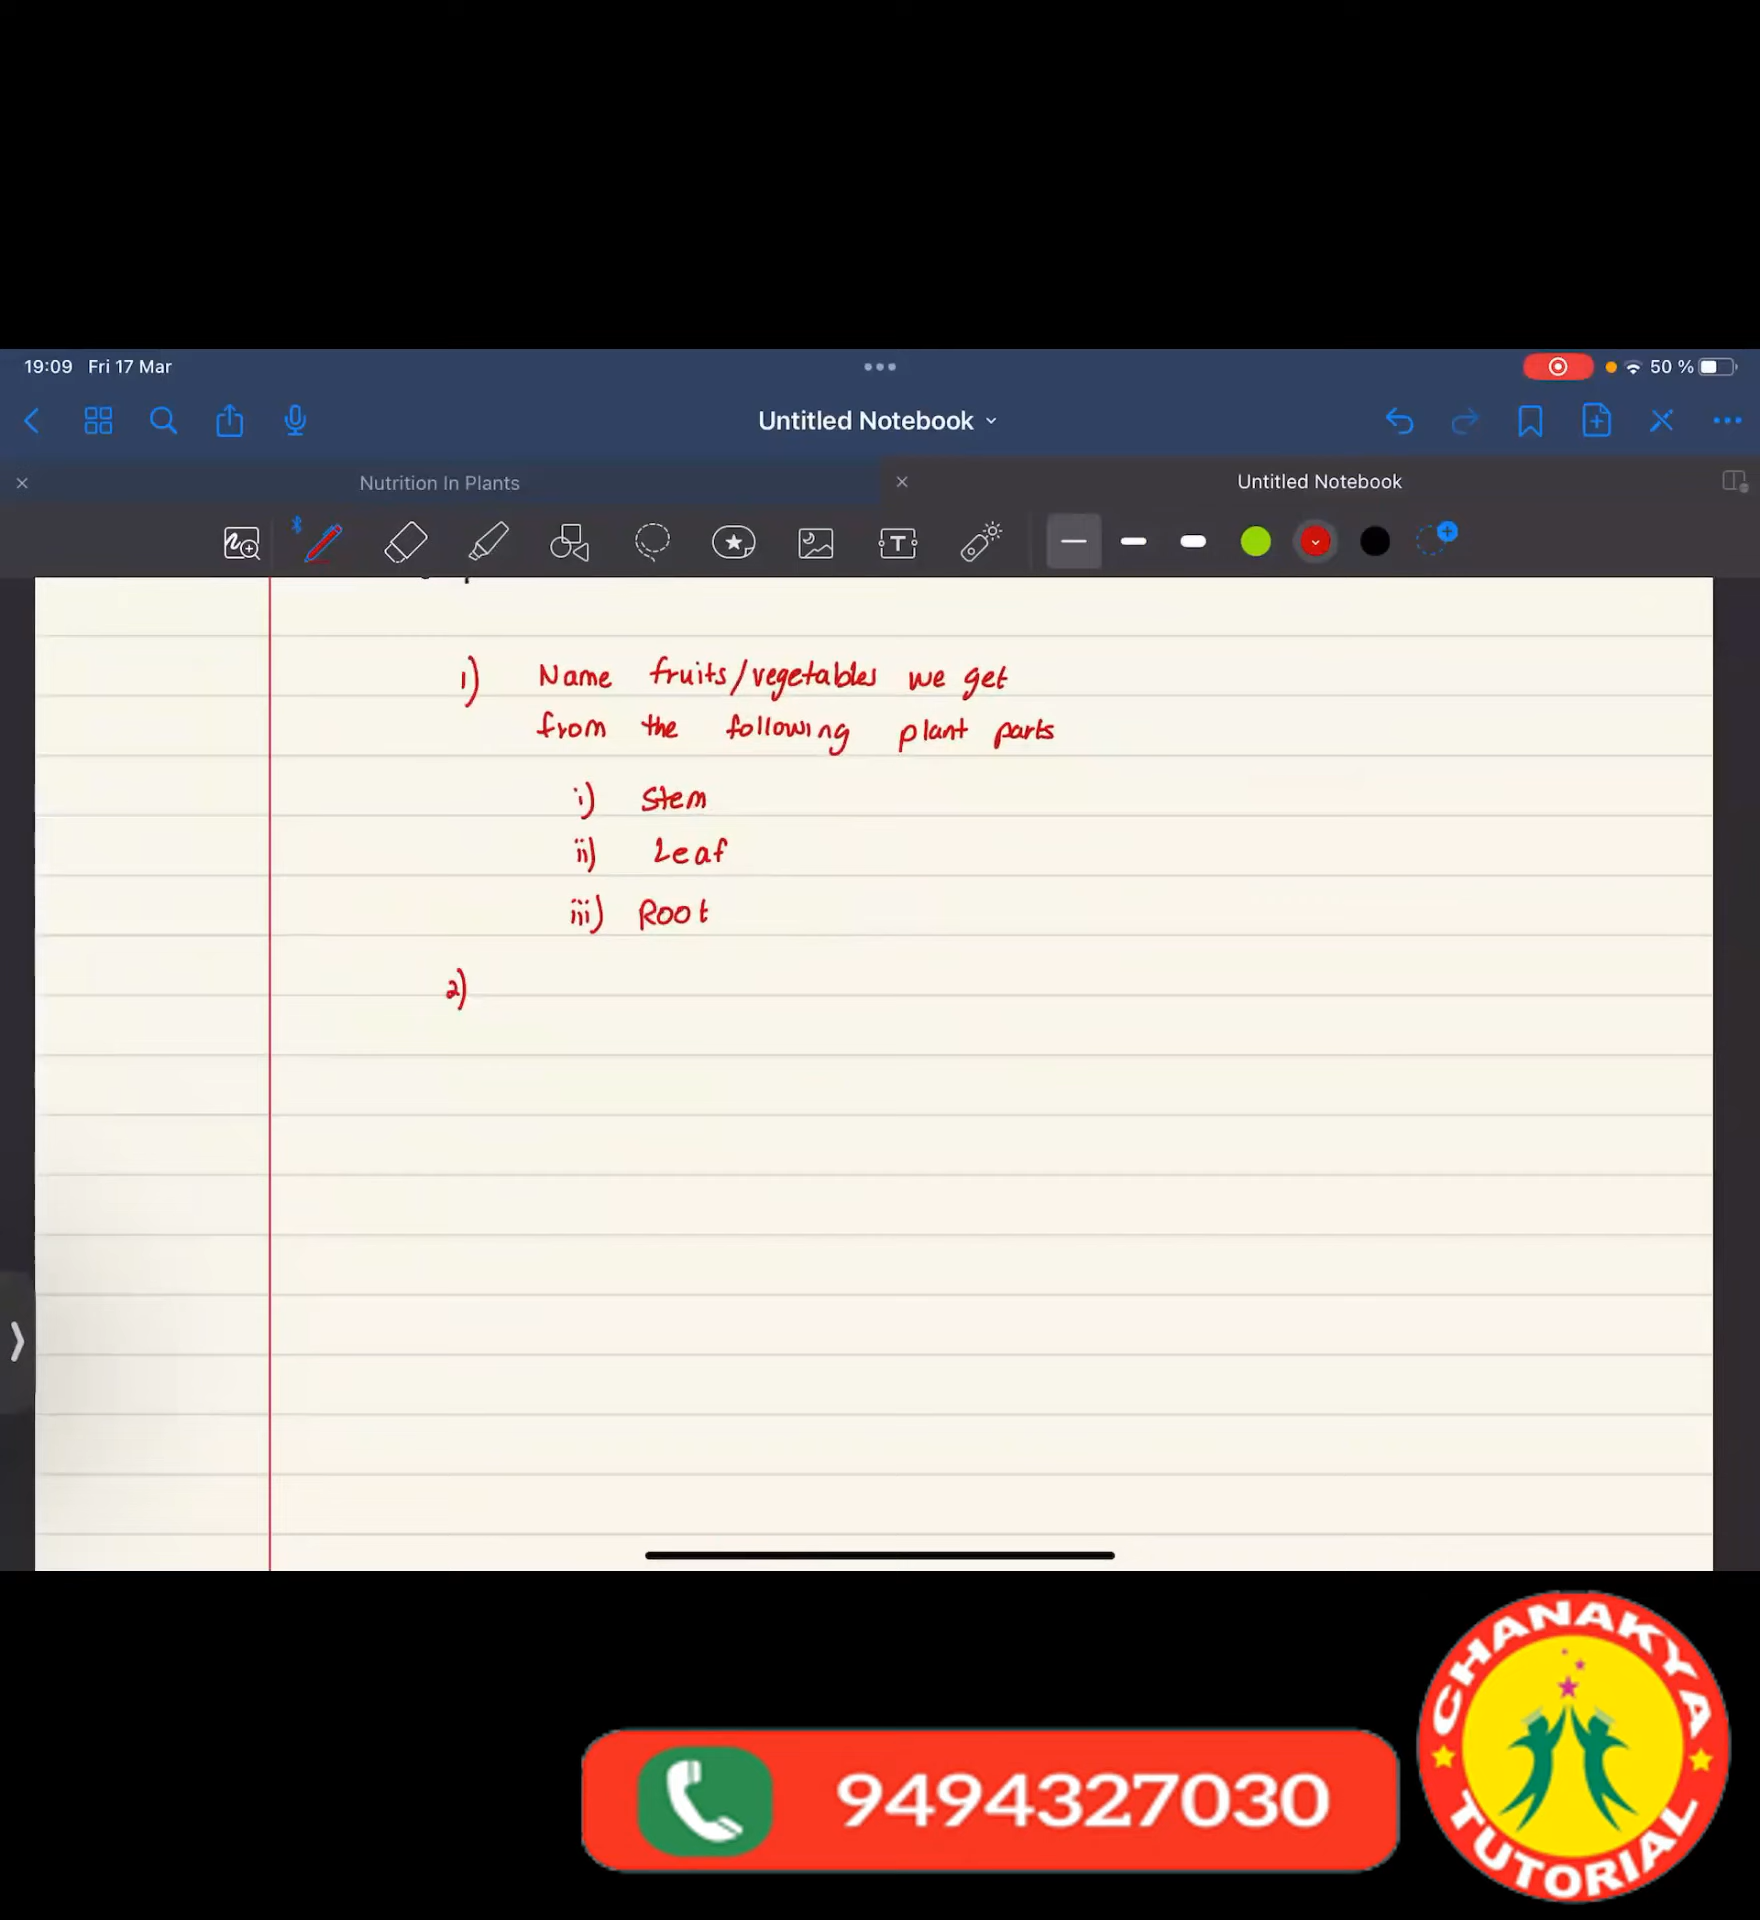 19:09 Fri 17 Mar
50 %
Untitled Notebook
Nutrition In Plants
Untitled Notebook
T
1) Name fruits/vegetables we get
from the following plant parts
i) Stem
ii) Leaf
iii) Root
2)
9494327030
CHANAKYA
TUTORIAL